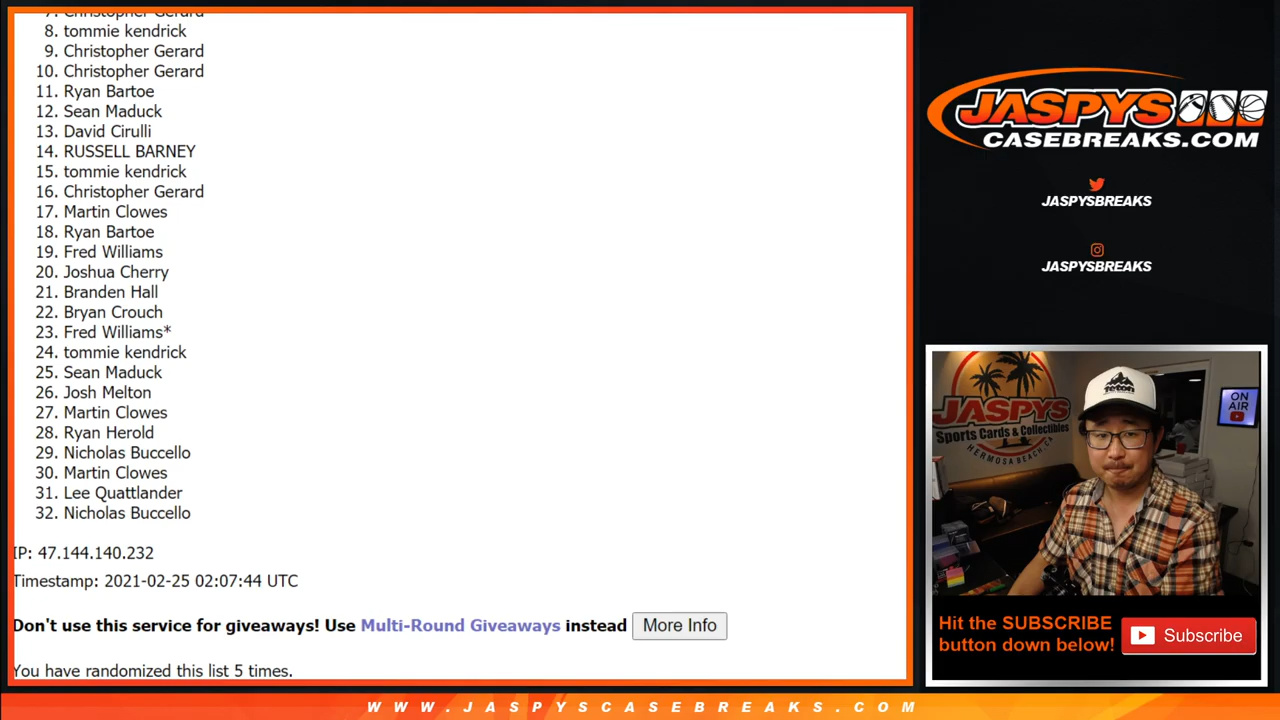 7. Christopher Gerard
8. tommie kendrick
9. Christopher Gerard
10. Christopher Gerard
11. Ryan Bartoe
12. Sean Maduck
13. David Cirulli
14. RUSSELL BARNEY
15. tommie kendrick
16. Christopher Gerard
17. Martin Clowes
18. Ryan Bartoe
19. Fred Williams
20. Joshua Cherry
21. Branden Hall
22. Bryan Crouch
23. Fred Williams*
24. tommie kendrick
25. Sean Maduck
26. Josh Melton
27. Martin Clowes
28. Ryan Herold
29. Nicholas Buccello
30. Martin Clowes
31. Lee Quattlander
32. Nicholas Buccello
IP: 47.144.140.232
Timestamp: 2021-02-25 02:07:44 UTC
Don't use this service for giveaways! Use Multi-Round Giveaways instead More Info
You have randomized this list 5 times.
JASPYS
CASEBREAKS.COM
JASPYSBREAKS
JASPYSBREAKS
JASPYS
Sports Cards & Collectibles
HERMOSA BEACH, CA
Teton
ON
AIR
Hit the SUBSCRIBE
button down below!
Subscribe
WWW.JASPYSCASEBREAKS.COM